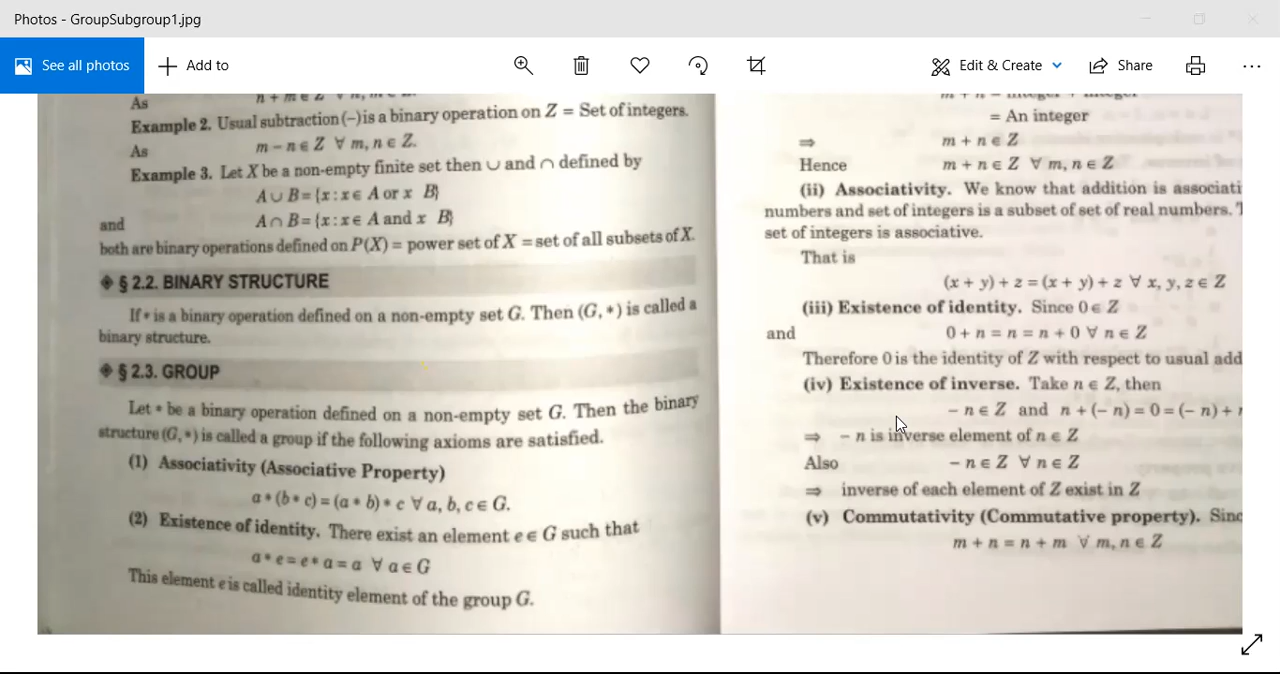 Photos - GroupSubgroup1.jpg
See all photos
Add to
Edit & Create
Share
As
n + m ∈ Z ∀ n, m ∈
Example 2. Usual subtraction (–) is a binary operation on Z = Set of integers.
As
m – n ∈ Z ∀ m, n ∈ Z.
Example 3. Let X be a non-empty finite set then ∪ and ∩ defined by
A ∪ B = {x : x ∈ A or x B}
and
A ∩ B = {x : x ∈ A and x B}
both are binary operations defined on P(X) = power set of X = set of all subsets of X.
◆ § 2.2. BINARY STRUCTURE
If * is a binary operation defined on a non-empty set G. Then (G, *) is called a
binary structure.
◆ § 2.3. GROUP
Let * be a binary operation defined on a non-empty set G. Then the binary
structure (G, *) is called a group if the following axioms are satisfied.
(1) Associativity (Associative Property)
a * (b * c) = (a * b) * c ∀ a, b, c ∈ G.
(2) Existence of identity. There exist an element e ∈ G such that
a * e = e * a = a ∀ a ∈ G
This element e is called identity element of the group G.
m + n = integer + integer
= An integer
⇒ m + n ∈ Z
Hence m + n ∈ Z ∀ m, n ∈ Z
(ii) Associativity. We know that addition is associati
numbers and set of integers is a subset of set of real numbers.
set of integers is associative.
That is
(x + y) + z = (x + y) + z ∀ x, y, z ∈ Z
(iii) Existence of identity. Since 0 ∈ Z
and 0 + n = n = n + 0 ∀ n ∈ Z
Therefore 0 is the identity of Z with respect to usual add
(iv) Existence of inverse. Take n ∈ Z, then
– n ∈ Z and n + (– n) = 0 = (– n) +
⇒ – n is inverse element of n ∈ Z
Also – n ∈ Z ∀ n ∈ Z
⇒ inverse of each element of Z exist in Z
(v) Commutativity (Commutative property). Sinc
m + n = n + m ∀ m, n ∈ Z